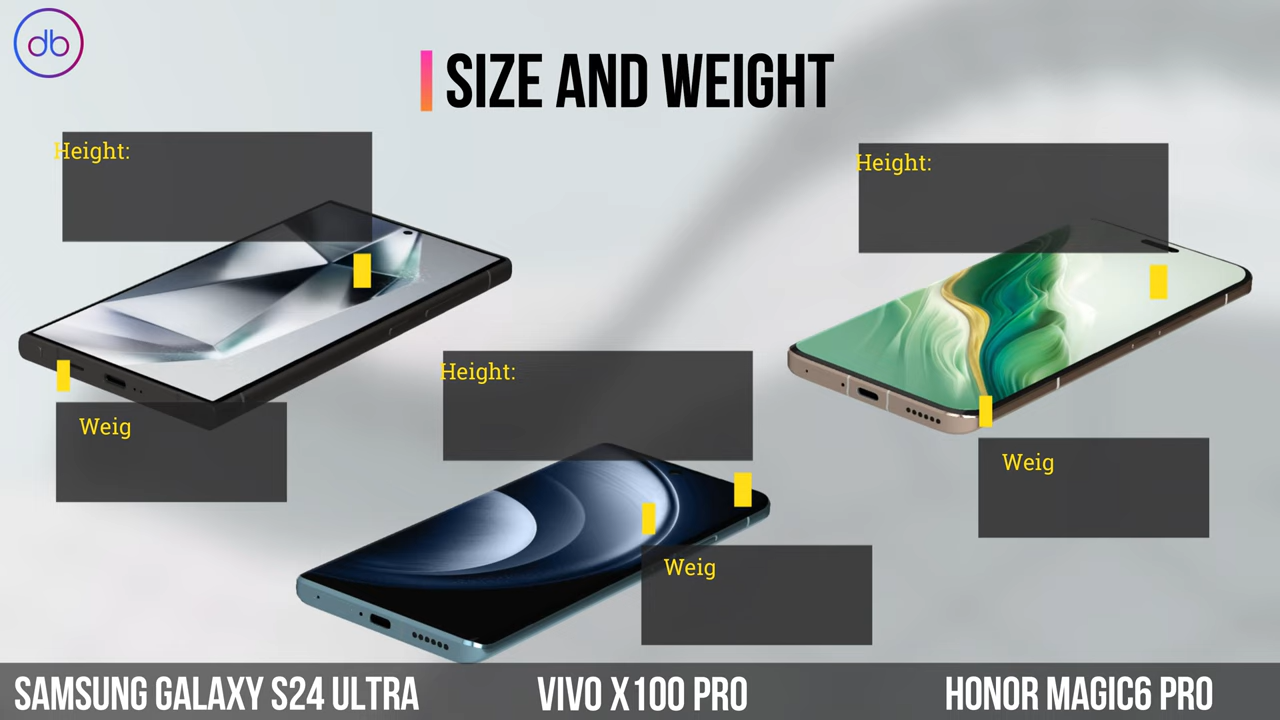 db
SIZE AND WEIGHT
Height:
Height:
Weig
Height:
Weig
Weig
SAMSUNG GALAXY S24 ULTRA
VIVO X100 PRO
HONOR MAGIC6 PRO